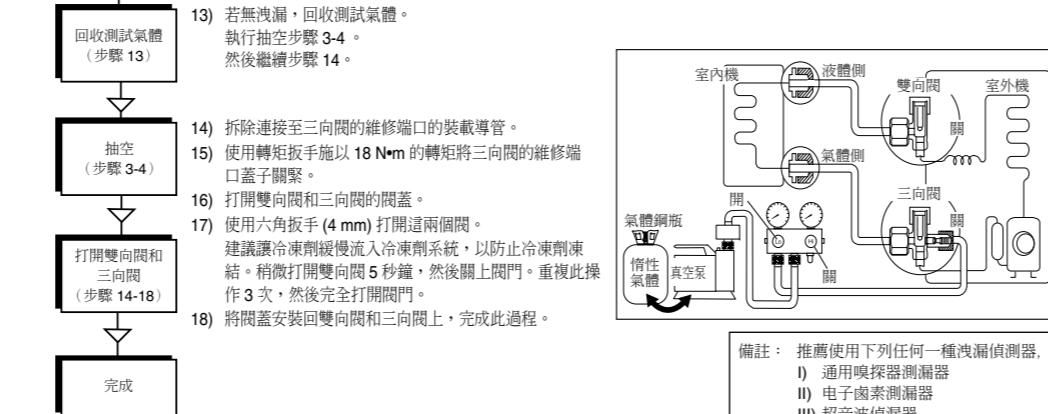 回收測試氣體
(步驟 13)
抽空
(步驟 3-4)
打開雙向閥和
三向閥
(步驟 14-18)
完成
13) 若無洩漏，回收測試氣體。
執行抽空步驟 3-4 。
然後繼續步驟 14。
14) 拆除連接至三向閥的維修端口的裝載導管。
15) 使用轉矩扳手施以 18 N•m 的轉矩將三向閥的維修端
口蓋子關緊。
16) 打開雙向閥和三向閥的閥蓋。
17) 使用六角扳手 (4 mm) 打開這兩個閥。
建議讓冷凍劑緩慢流入冷凍劑系統，以防止冷凍劑凍
結。稍微打開雙向閥 5 秒鐘，然後關上閥門。重複此操
作 3 次，然後完全打開閥門。
18) 將閥蓋安裝回雙向閥和三向閥上，完成此過程。
室內機
液體側
雙向閥
室外機
關
氣體側
三向閥
開
關
氣體鋼瓶
Lo
Hi
惰性
氣體
真空泵
關
備註： 推薦使用下列任何一種洩漏偵測器,
I) 通用嗅探器測漏器
II) 电子鹵素測漏器
III) 超音波偵漏器